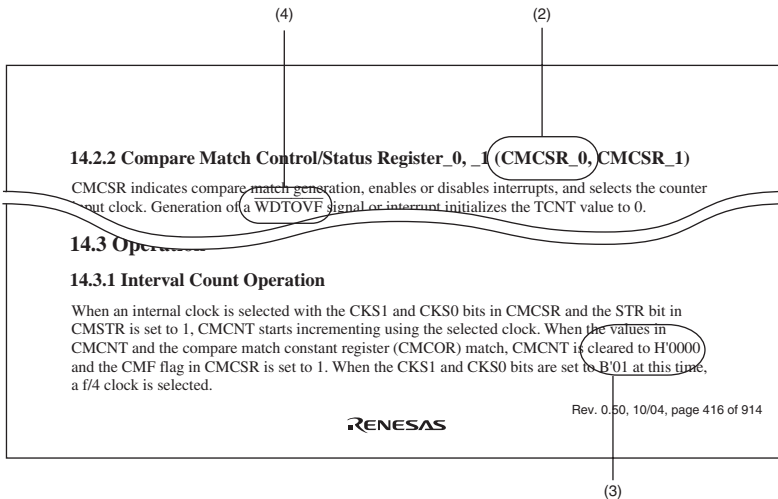 (4)
(2)
14.2.2 Compare Match Control/Status Register_0, _1 (CMCSR_0, CMCSR_1)
CMCSR indicates compare match generation, enables or disables interrupts, and selects the counter
input clock. Generation of a WDTOVF signal or interrupt initializes the TCNT value to 0.
14.3 Operation
14.3.1 Interval Count Operation
When an internal clock is selected with the CKS1 and CKS0 bits in CMCSR and the STR bit in
CMSTR is set to 1, CMCNT starts incrementing using the selected clock. When the values in
CMCNT and the compare match constant register (CMCOR) match, CMCNT is cleared to H'0000
and the CMF flag in CMCSR is set to 1. When the CKS1 and CKS0 bits are set to B'01 at this time,
a f/4 clock is selected.
Rev. 0.50, 10/04, page 416 of 914
RENESAS
(3)